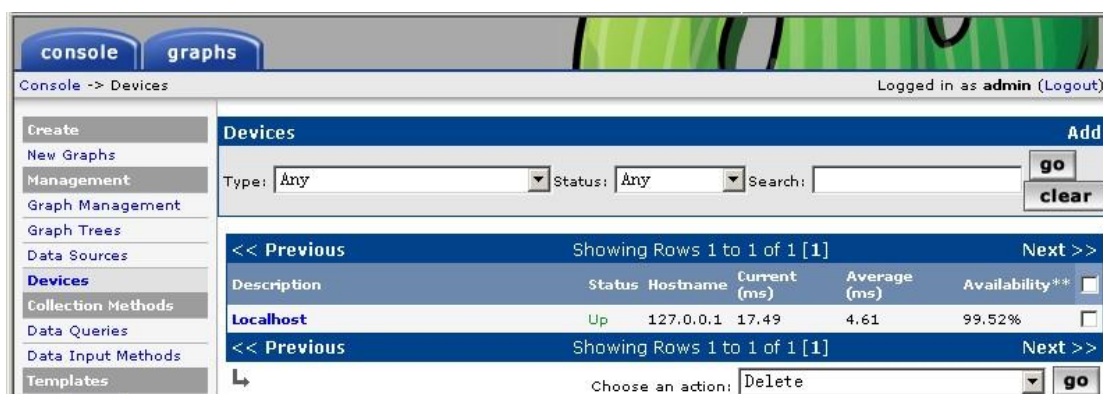 console graphs
Console -> Devices Logged in as admin (Logout)
Create
New Graphs
Management
Graph Management
Graph Trees
Data Sources
Devices
Collection Methods
Data Queries
Data Input Methods
Templates
Devices Add
Type: Any Status: Any Search: go
clear
<< Previous Showing Rows 1 to 1 of 1 [1] Next >>
Description Status Hostname Current (ms) Average (ms) Availability**
Localhost Up 127.0.0.1 17.49 4.61 99.52%
<< Previous Showing Rows 1 to 1 of 1 [1] Next >>
Choose an action: Delete go